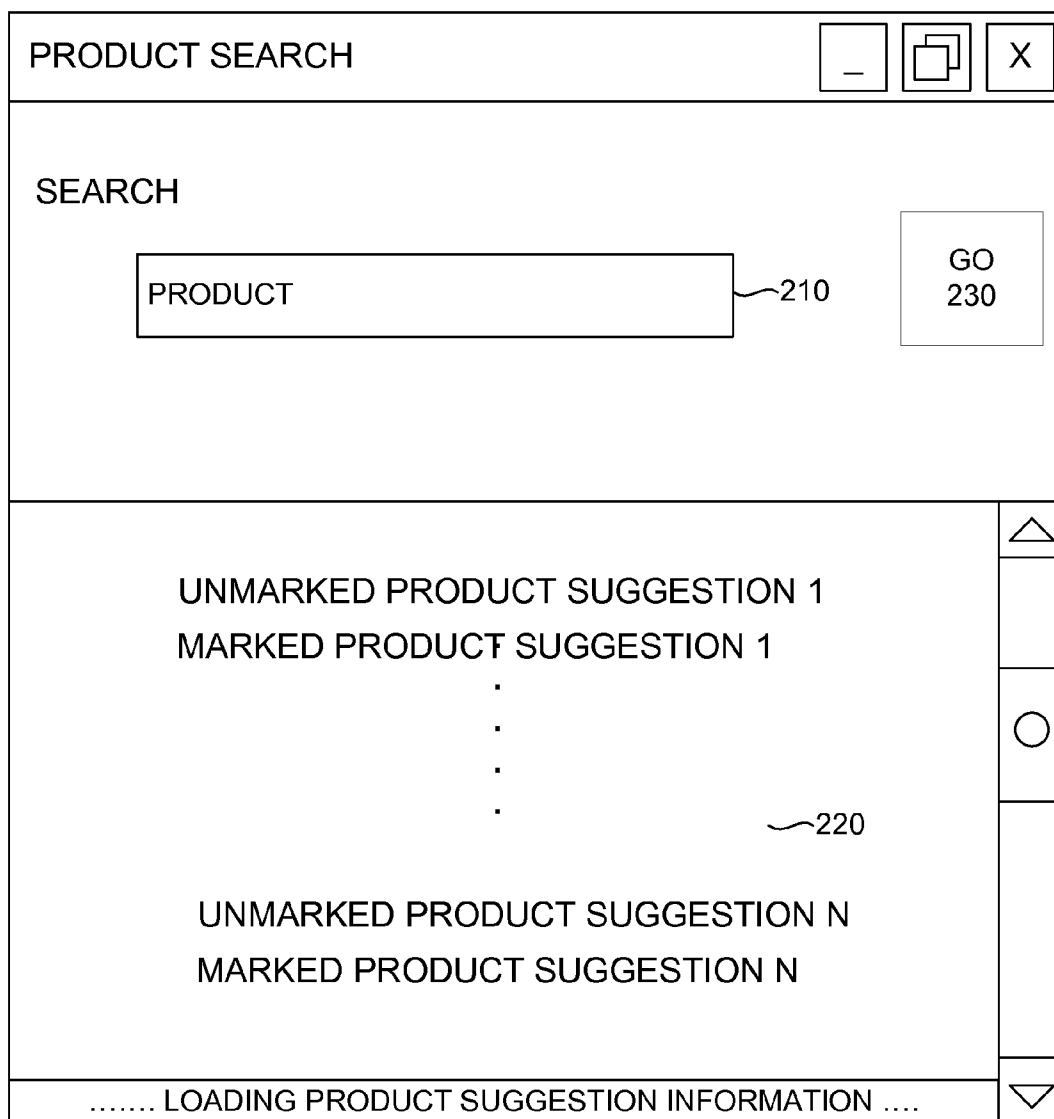 PRODUCT SEARCH _ X
SEARCH
PRODUCT 210
GO
230
UNMARKED PRODUCT SUGGESTION 1
MARKED PRODUCT SUGGESTION 1
.
.
.
.
220
UNMARKED PRODUCT SUGGESTION N
MARKED PRODUCT SUGGESTION N
....... LOADING PRODUCT SUGGESTION INFORMATION ....